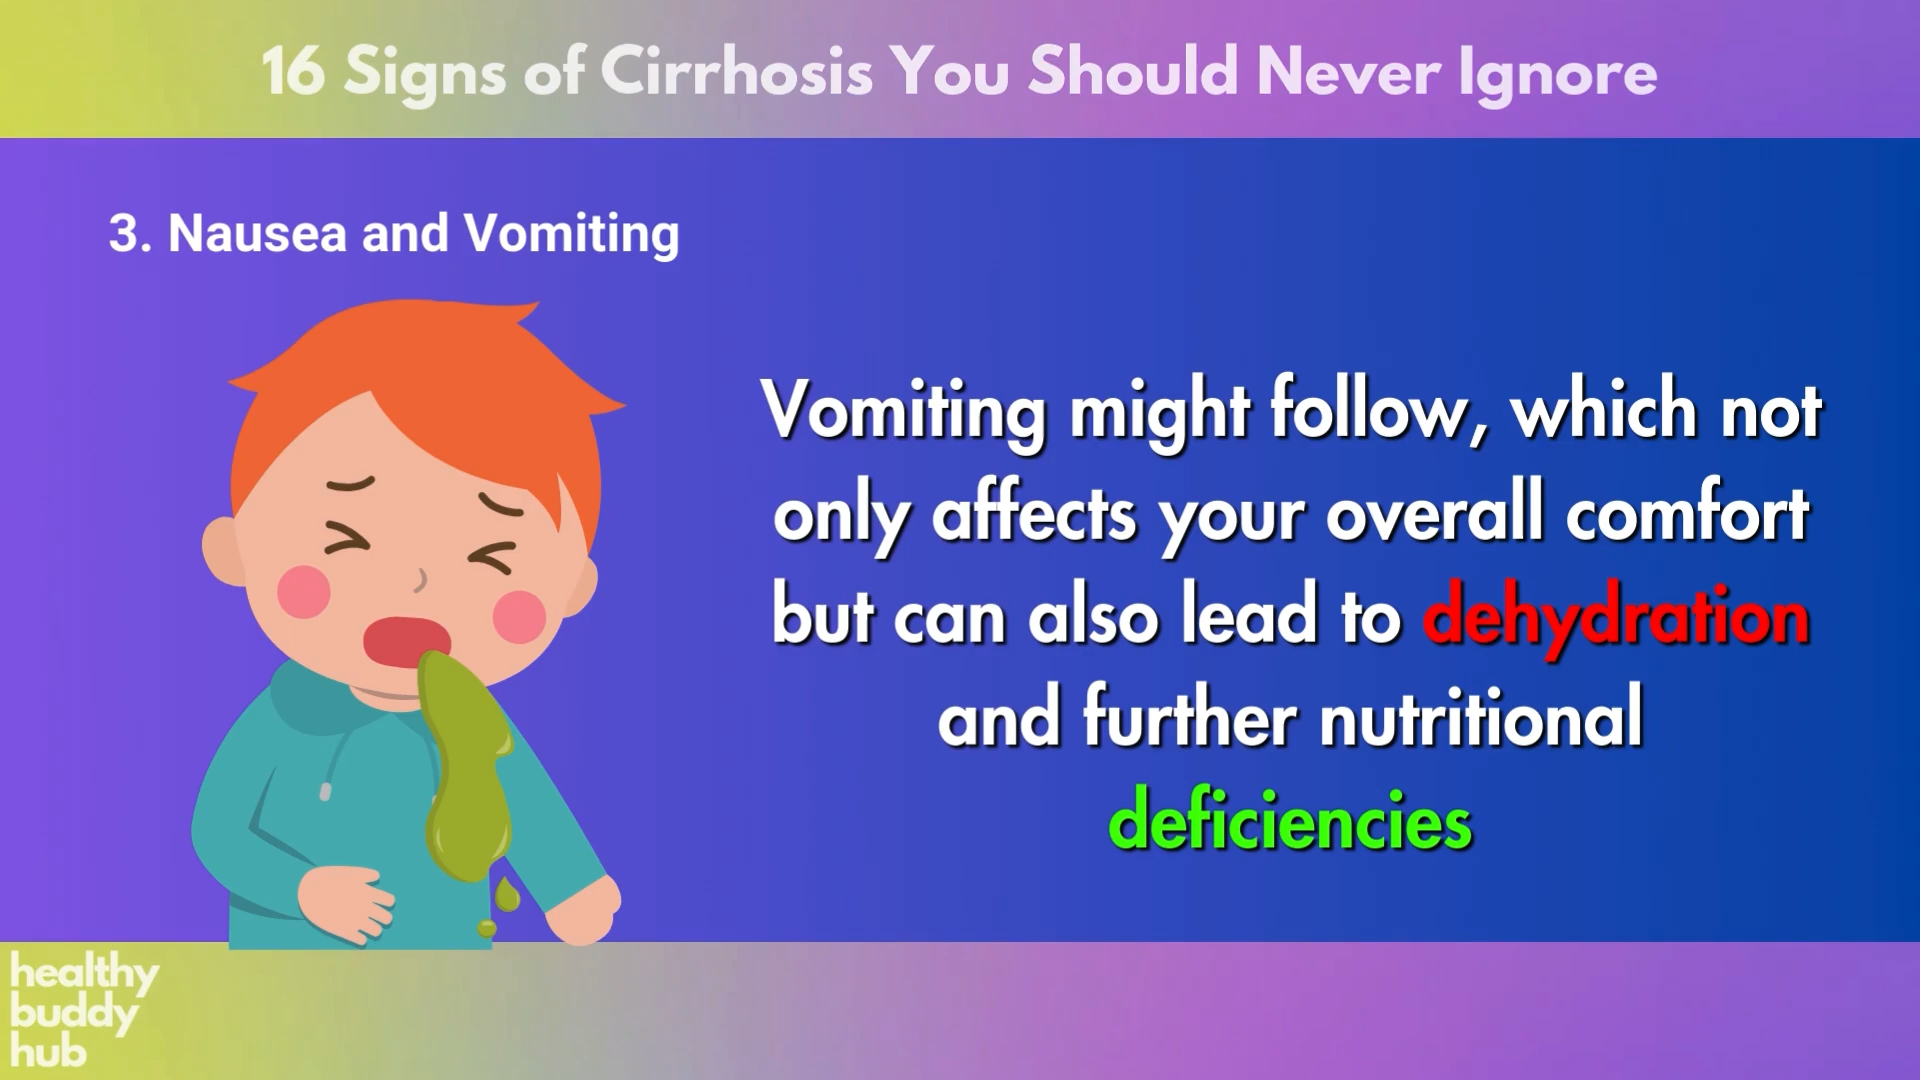 16 Signs of Cirrhosis You Should Never Ignore
3. Nausea and Vomiting
Vomiting might follow, which not
only affects your overall comfort
but can also lead to dehydration
and further nutritional
deficiencies
healthy
buddy
hub